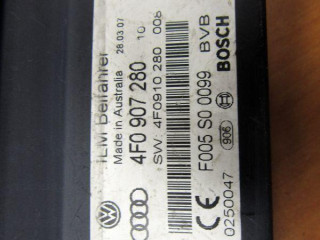 ILM Beifahrer
Made in Australia 28.03.07
4F0 907 280 10
SW: 4F0910 280 006
F005 S0 0099 BVB
906 BOSCH
0250047